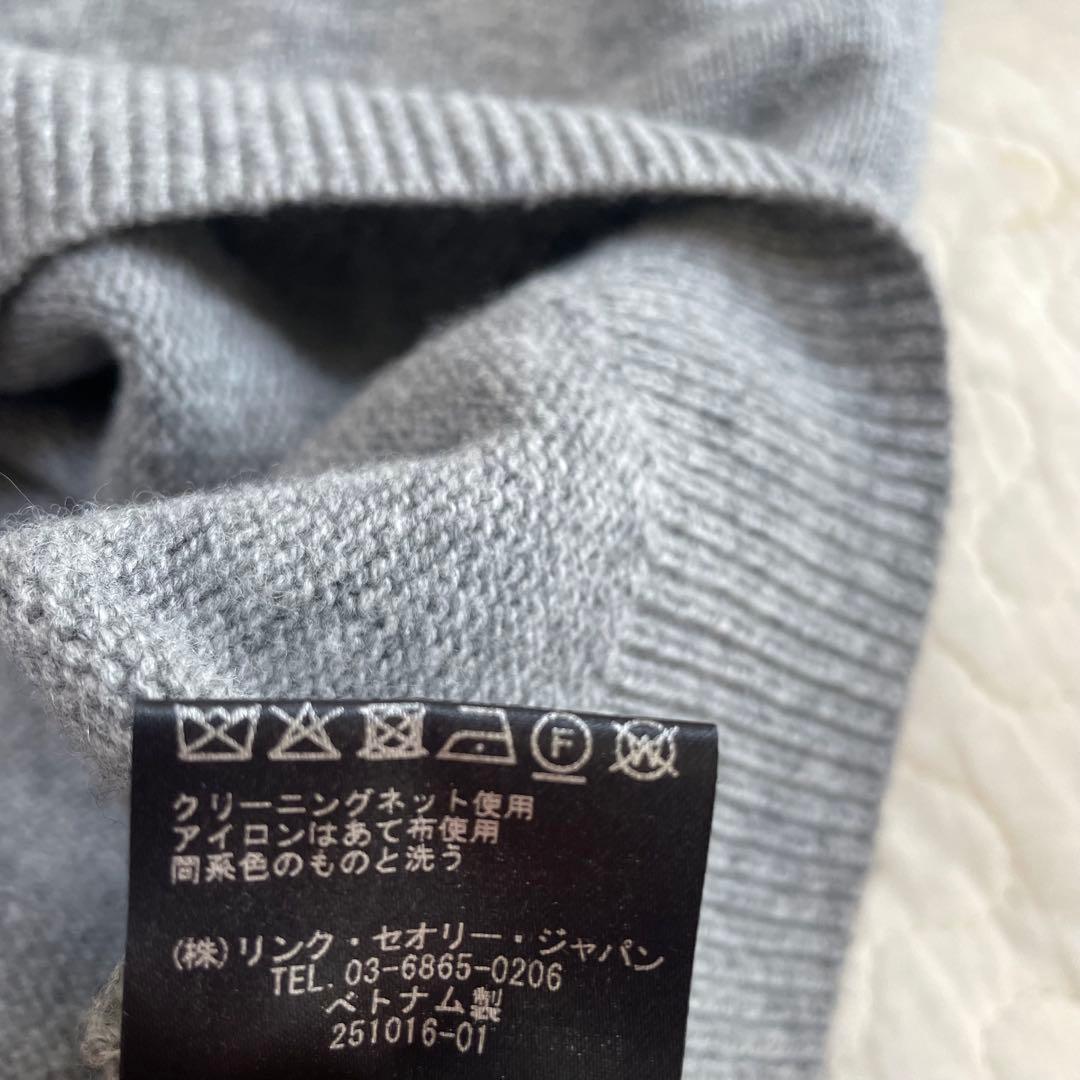 F W
クリーニングネット使用
アイロンはあて布使用
同系色のものと洗う
(株)リンク・セオリー・ジャパン
TEL. 03-6865-0206
ベトナム製
251016-01